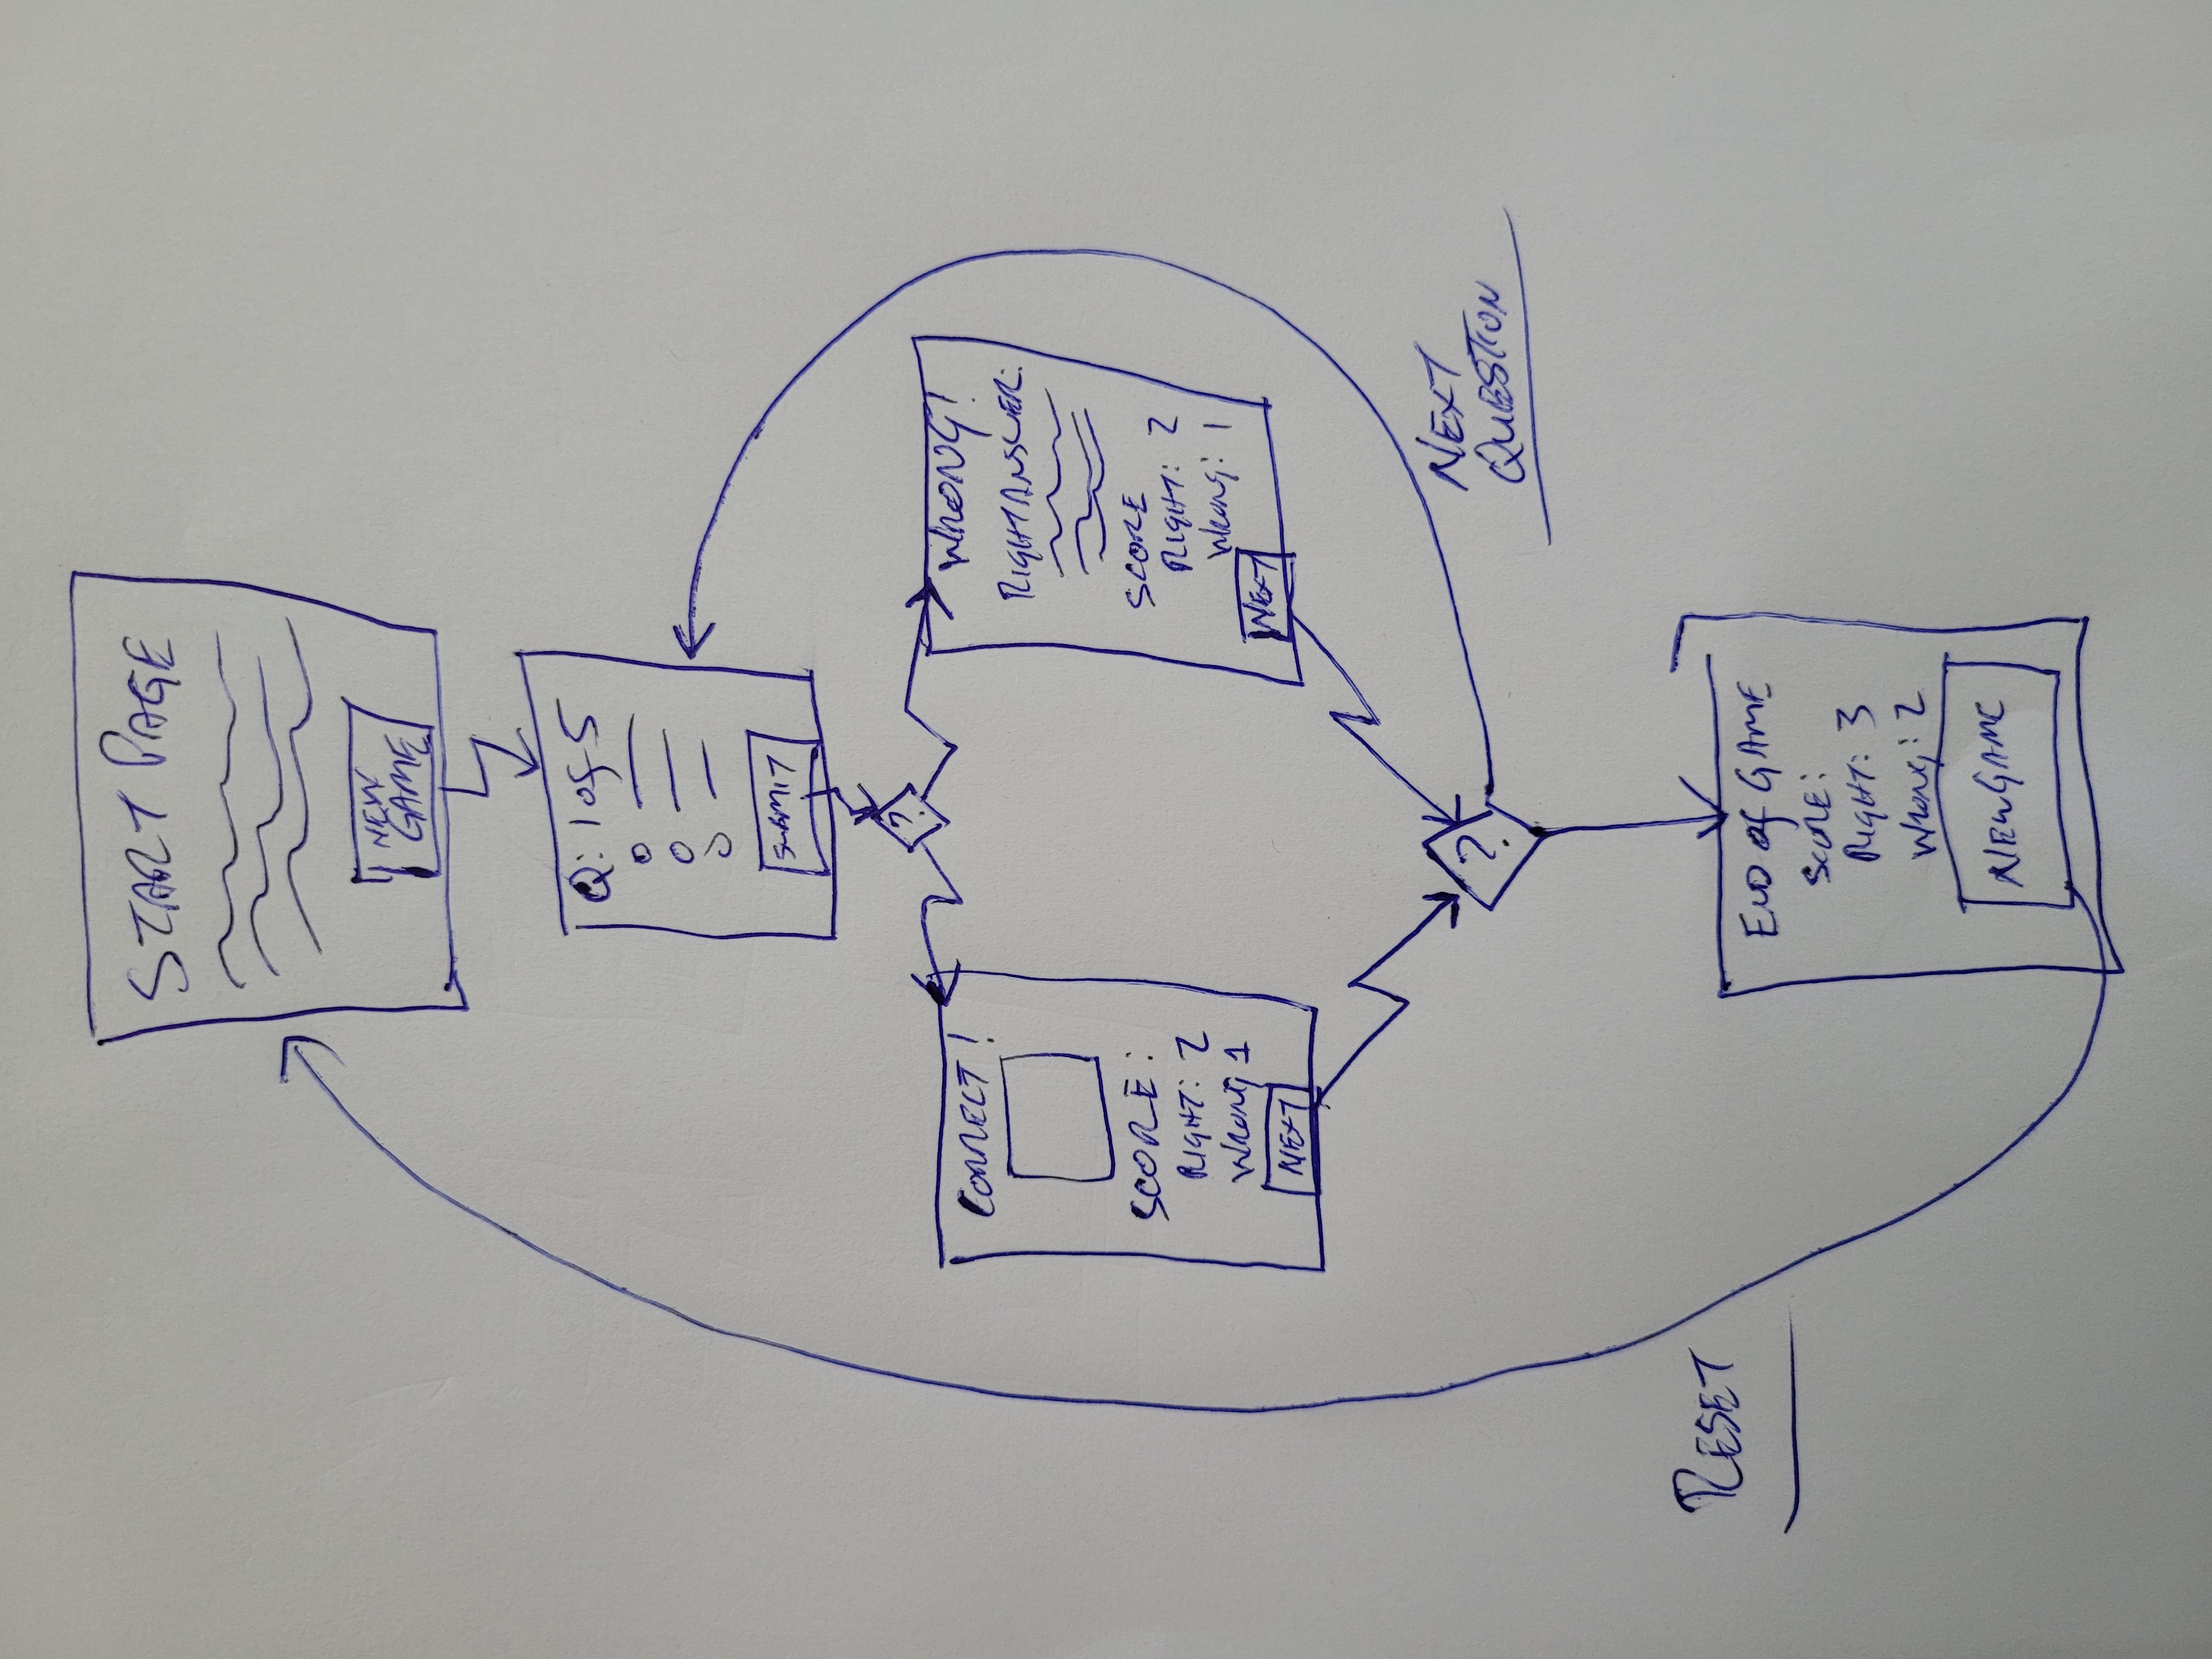 START PAGE
NEW
GAME
Q: 1 of 5
SUBMIT
?
CORRECT!
SCORE:
RIGHT: 2
WRONG 1
NEXT
WRONG!
RIGHT ANSWER:
SCORE
RIGHT: 2
WRONG: 1
NEXT
?
NEXT
QUESTION
RESET
END of GAME
SCORE:
RIGHT: 3
WRONG: 2
NEW GAME